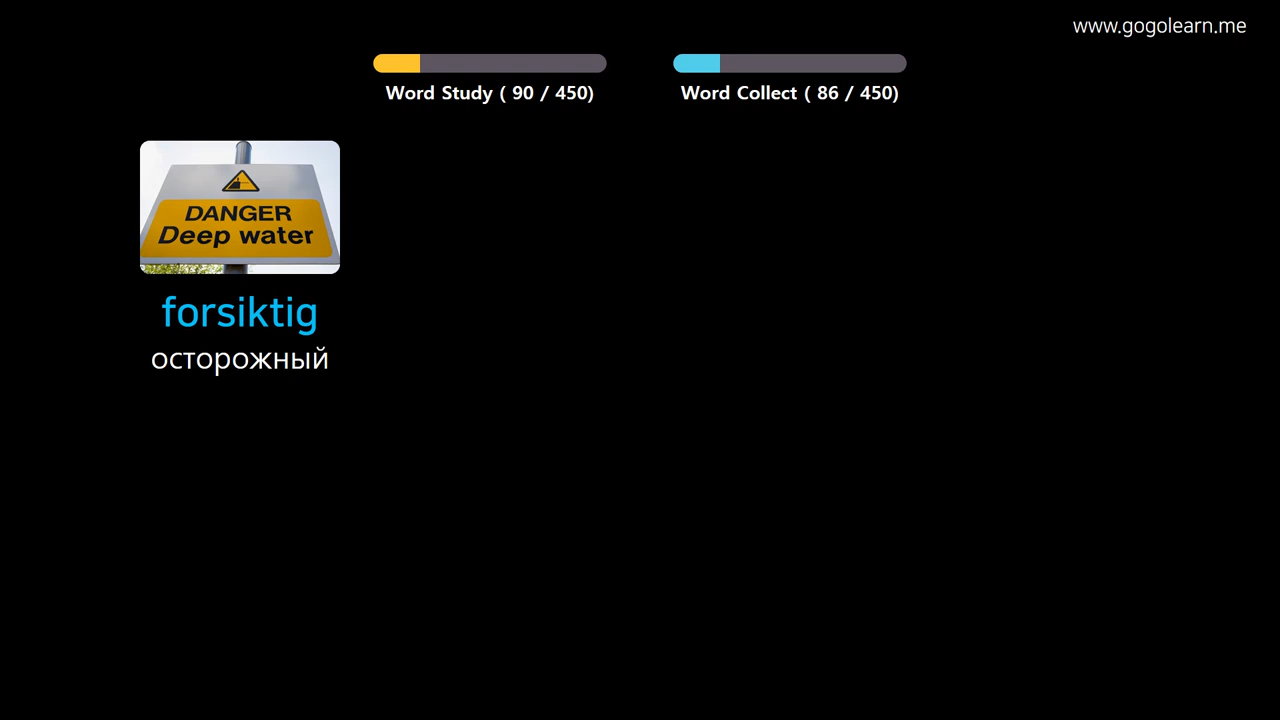 www.gogolearn.me
Word Study ( 90 / 450)
Word Collect ( 86 / 450)
DANGER
Deep water
forsiktig
осторожный